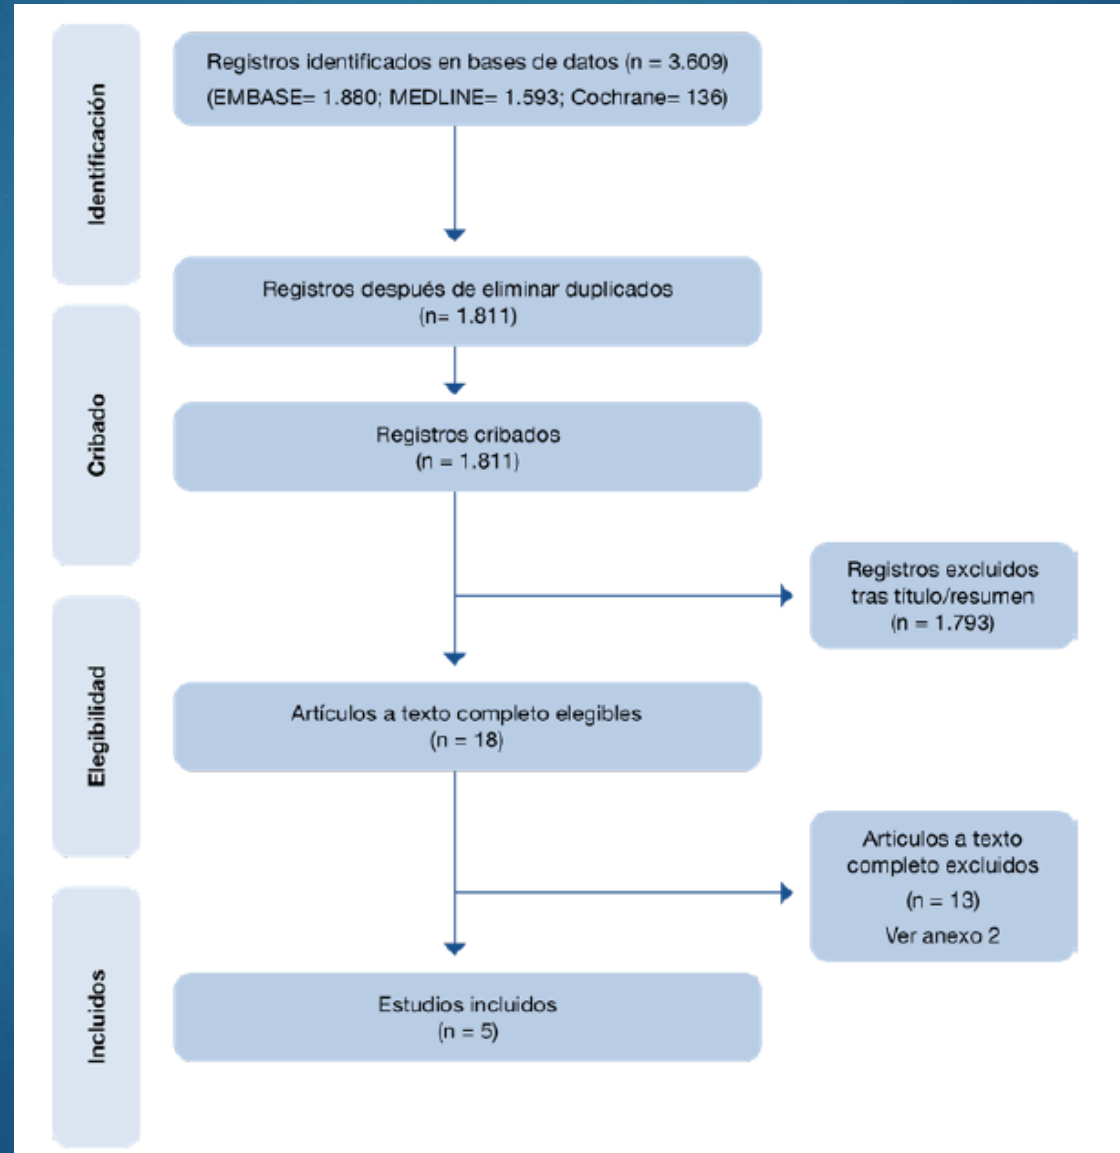 Identificación
Registros identificados en bases de datos (n = 3.609)
(EMBASE= 1.880; MEDLINE= 1.593; Cochrane= 136)
Registros después de eliminar duplicados
(n= 1.811)
Cribado
Registros cribados
(n = 1.811)
Registros excluidos
tras título/resumen
(n = 1.793)
Elegibilidad
Artículos a texto completo elegibles
(n = 18)
Articulos a texto
completo excluidos
(n = 13)
Ver anexo 2
Incluidos
Estudios incluidos
(n = 5)